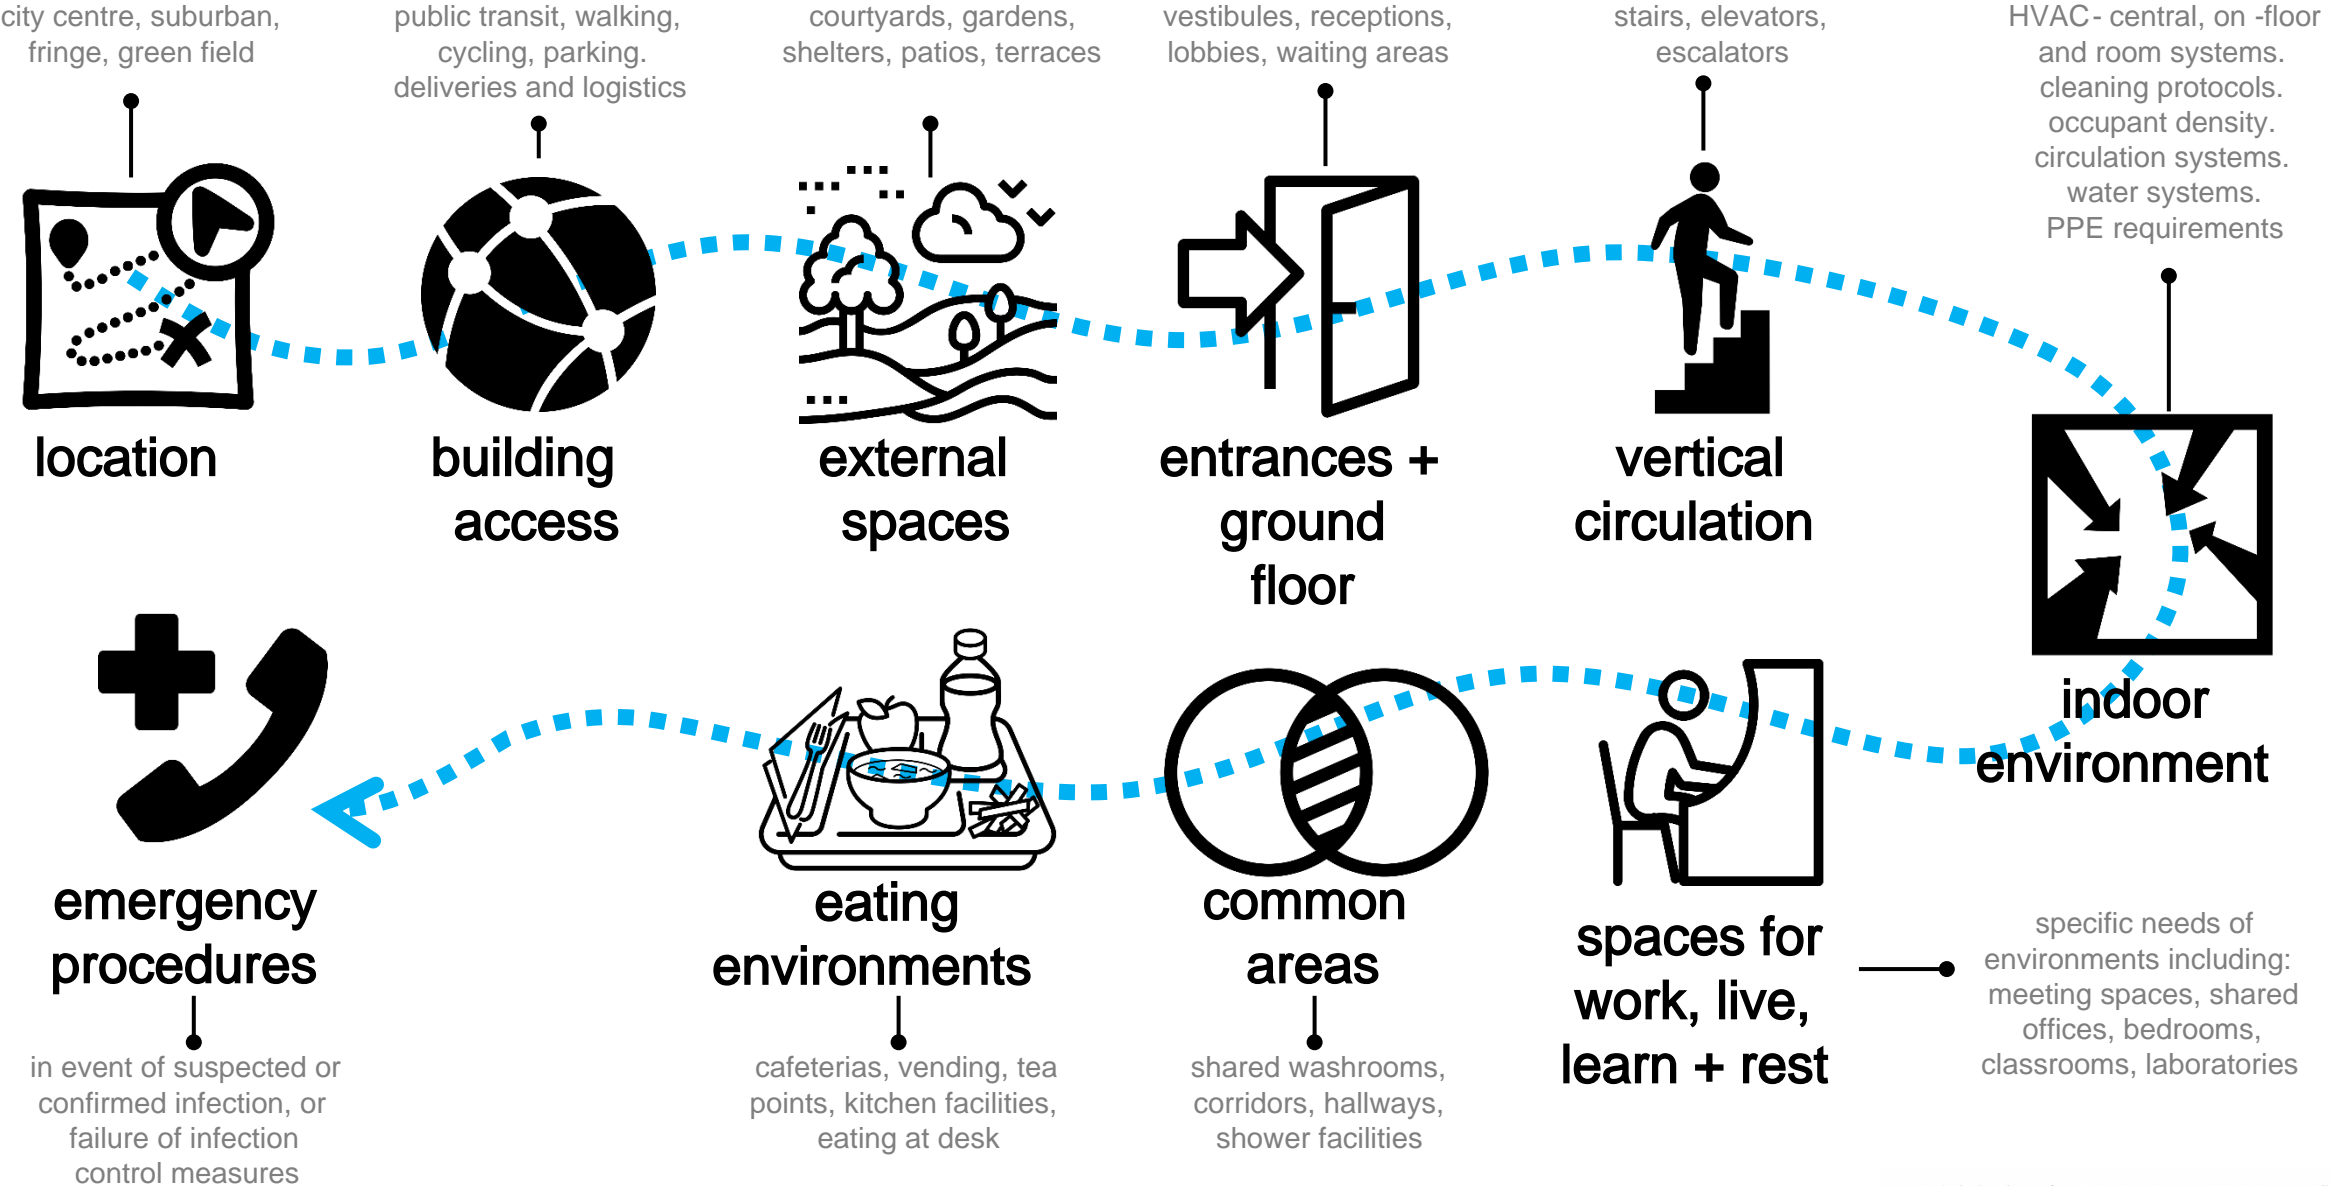 city centre, suburban,
fringe, green field
public transit, walking,
cycling, parking.
deliveries and logistics
courtyards, gardens,
shelters, patios, terraces
vestibules, receptions,
lobbies, waiting areas
stairs, elevators,
escalators
HVAC- central, on -floor
and room systems.
cleaning protocols.
occupant density.
circulation systems.
water systems.
PPE requirements
location
building
access
external
spaces
entrances +
ground
floor
vertical
circulation
indoor
environment
emergency
procedures
eating
environments
common
areas
spaces for
work, live,
learn + rest
specific needs of
environments including:
meeting spaces, shared
offices, bedrooms,
classrooms, laboratories
in event of suspected or
confirmed infection, or
failure of infection
control measures
cafeterias, vending, tea
points, kitchen facilities,
eating at desk
shared washrooms,
corridors, hallways,
shower facilities